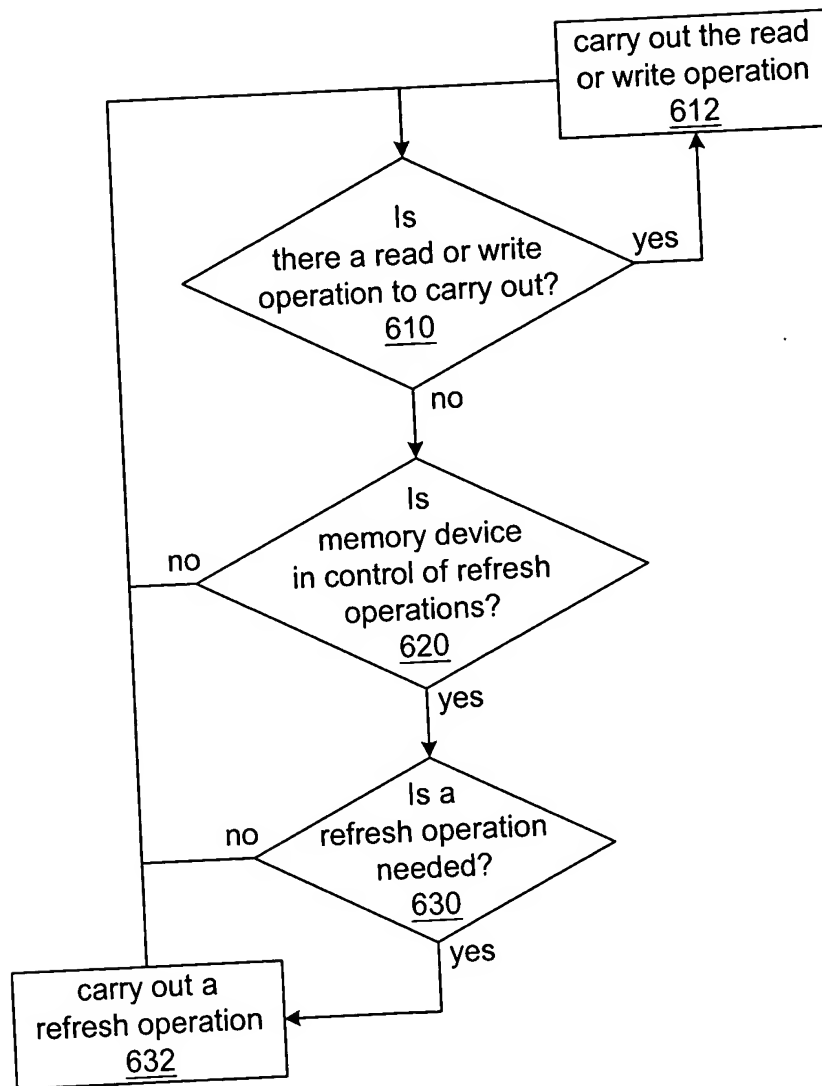 carry out the read
or write operation
612
Is
there a read or write
operation to carry out?
610
yes
no
Is
memory device
in control of refresh
operations?
620
no
yes
Is a
refresh operation
needed?
630
no
yes
carry out a
refresh operation
632